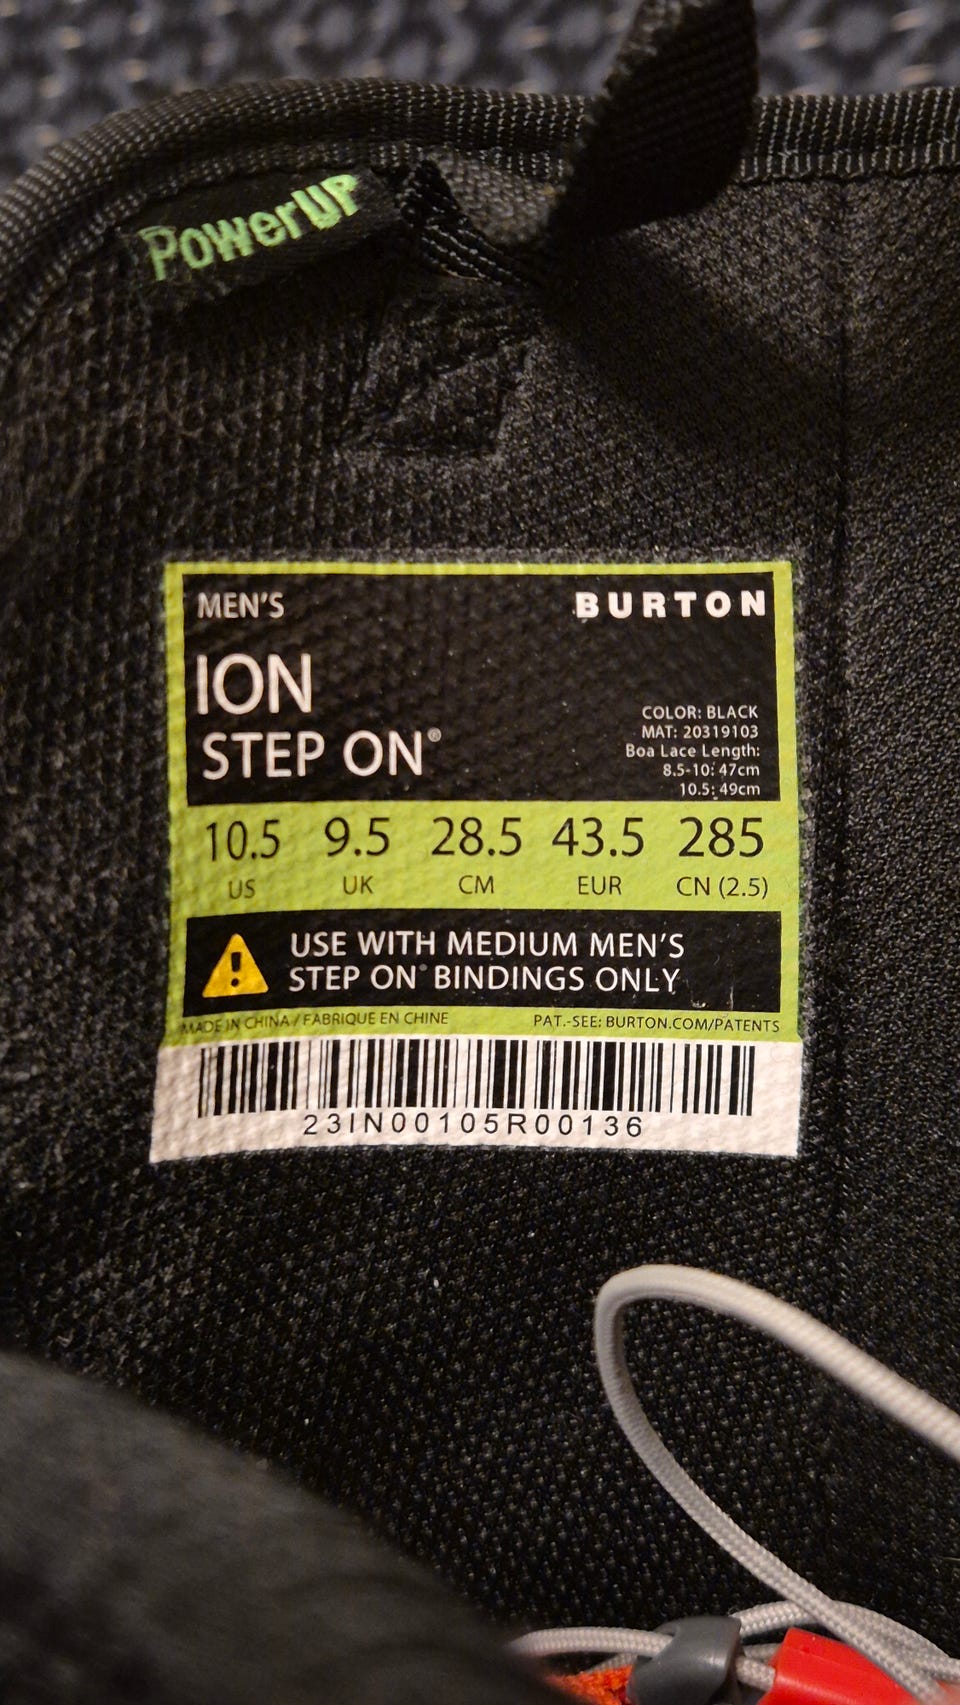 PowerUP
MEN'S
BURTON
ION
STEP ON®
COLOR: BLACK
MAT: 20319103
Boa Lace Length:
8.5-10: 47cm
10.5: 49cm
10.5 9.5 28.5 43.5 285
US UK CM EUR CN (2.5)
USE WITH MEDIUM MEN'S
STEP ON® BINDINGS ONLY
MADE IN CHINA / FABRIQUE EN CHINE PAT.-SEE: BURTON.COM/PATENTS
23IN00105R00136